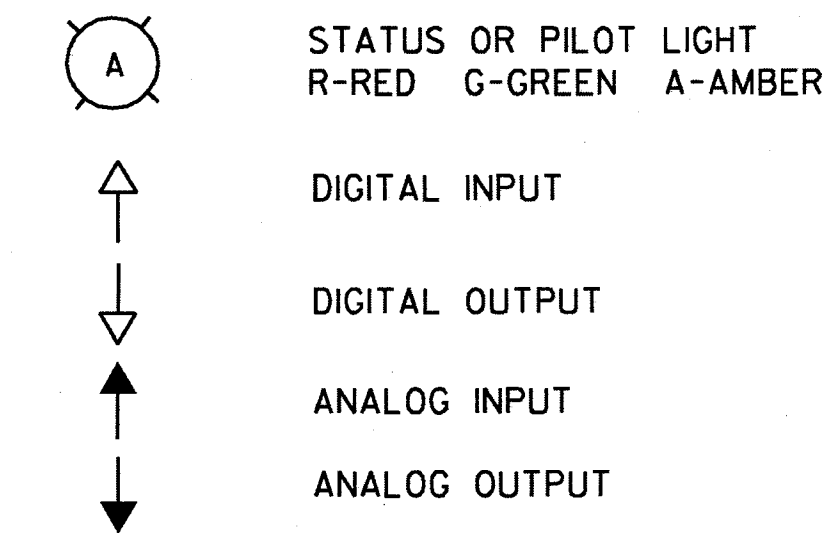 A
STATUS OR PILOT LIGHT
R-RED G-GREEN A-AMBER
DIGITAL INPUT
DIGITAL OUTPUT
ANALOG INPUT
ANALOG OUTPUT